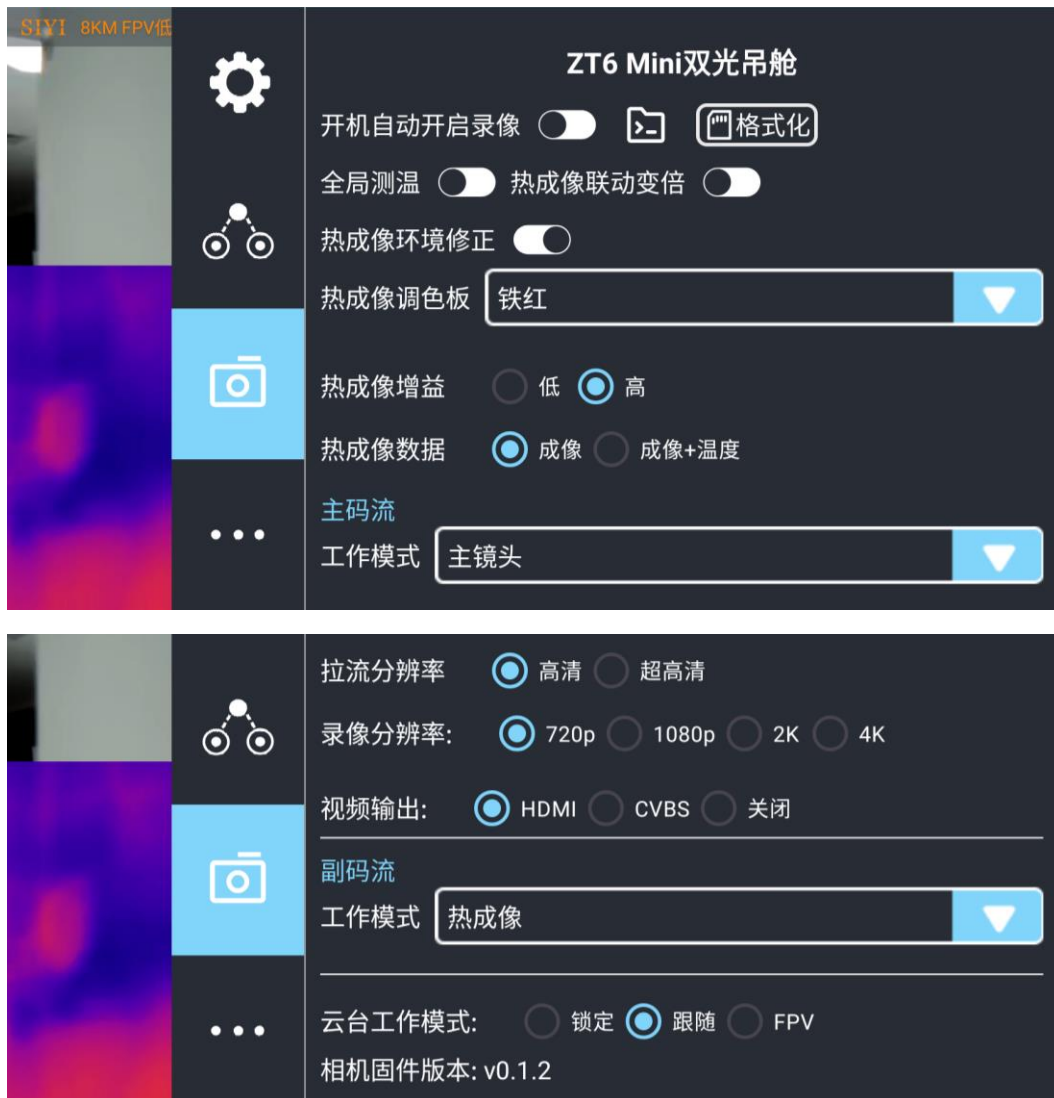 SIYI 8KM FPV低
ZT6 Mini双光吊舱
开机自动开启录像 格式化
全局测温 热成像联动变倍
热成像环境修正
热成像调色板 铁红
热成像增益 低 高
热成像数据 成像 成像+温度
主码流
工作模式 主镜头
拉流分辨率 高清 超高清
录像分辨率: 720p 1080p 2K 4K
视频输出: HDMI CVBS 关闭
副码流
工作模式 热成像
云台工作模式: 锁定 跟随 FPV
相机固件版本: v0.1.2